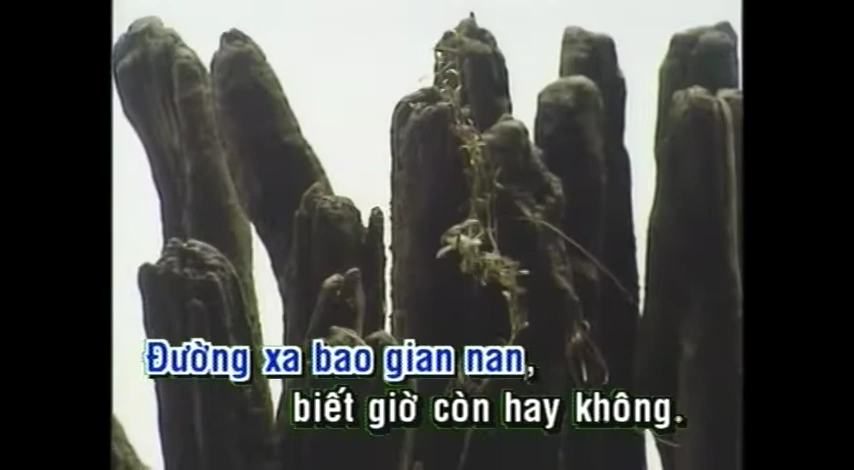 Đường xa bao gian nan,
biết giờ còn hay không.